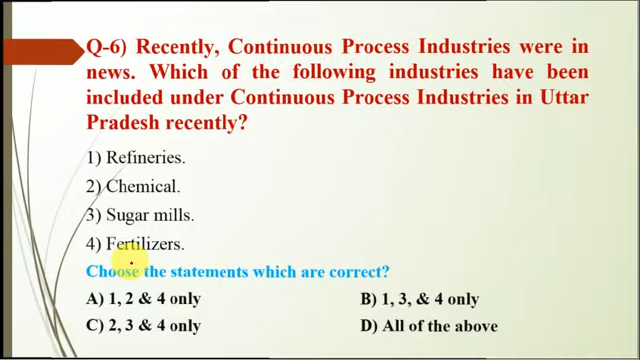 Q-6) Recently, Continuous Process Industries were in
news. Which of the following industries have been
included under Continuous Process Industries in Uttar
Pradesh recently?
1) Refineries.
2) Chemical.
3) Sugar mills.
4) Fertilizers.
Choose the statements which are correct?
A) 1, 2 & 4 only
B) 1, 3, & 4 only
C) 2, 3 & 4 only
D) All of the above